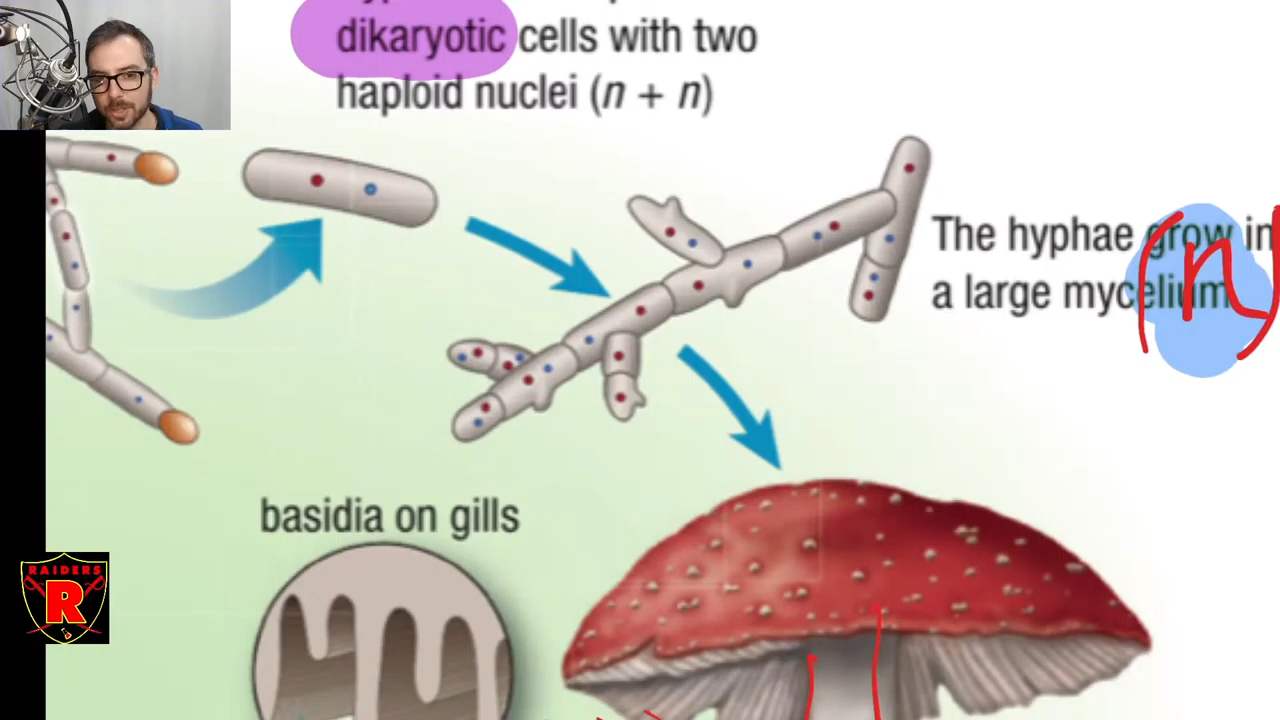 dikaryotic cells with two
haploid nuclei (n + n)
The hyphae grow in
a large mycelium.
(n)
basidia on gills
RAIDERS
R